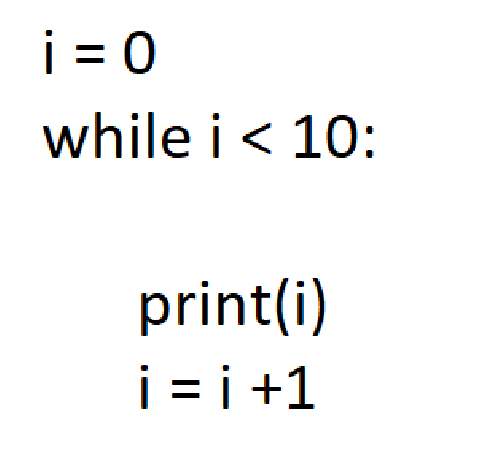 i = 0
while i < 10:
print(i)
i = i +1